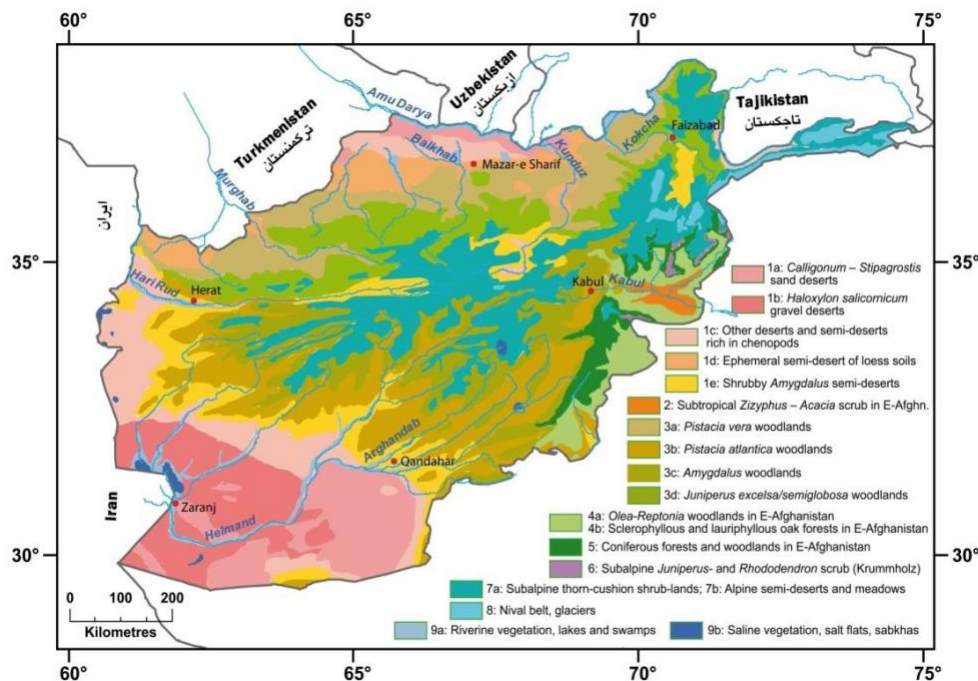 60°
65°
70°
75°
Uzbekistan
ازبكستان
Amu Darya
Tajikistan
تاجكستان
Turkmenistan
تركمنستان
Kokcha
Faizabad
Balkhab
Kunduz
Mazar-e Sharif
Murghab
ايران
35°
35°
Hari Rud
Herat
Kabul
Kabul
1a: Calligonum – Stipagrostis
sand deserts
1b: Haloxylon salicornicum
gravel deserts
1c: Other deserts and semi-deserts
rich in chenopods
1d: Ephemeral semi-desert of loess soils
1e: Shrubby Amygdalus semi-deserts
2: Subtropical Zizyphus – Acacia scrub in E-Afghn.
3a: Pistacia vera woodlands
3b: Pistacia atlantica woodlands
3c: Amygdalus woodlands
3d: Juniperus excelsa/semiglobosa woodlands
4a: Olea-Reptonia woodlands in E-Afghanistan
4b: Sclerophyllous and lauriphyllous oak forests in E-Afghanistan
5: Coniferous forests and woodlands in E-Afghanistan
6: Subalpine Juniperus- and Rhododendron scrub (Krummholz)
7a: Subalpine thorn-cushion shrub-lands; 7b: Alpine semi-deserts and meadows
8: Nival belt, glaciers
9a: Riverine vegetation, lakes and swamps
9b: Saline vegetation, salt flats, sabkhas
Arghandab
Qandahar
Iran
Zaranj
Helmand
30°
30°
0 100 200
Kilometres
60°
65°
70°
75°